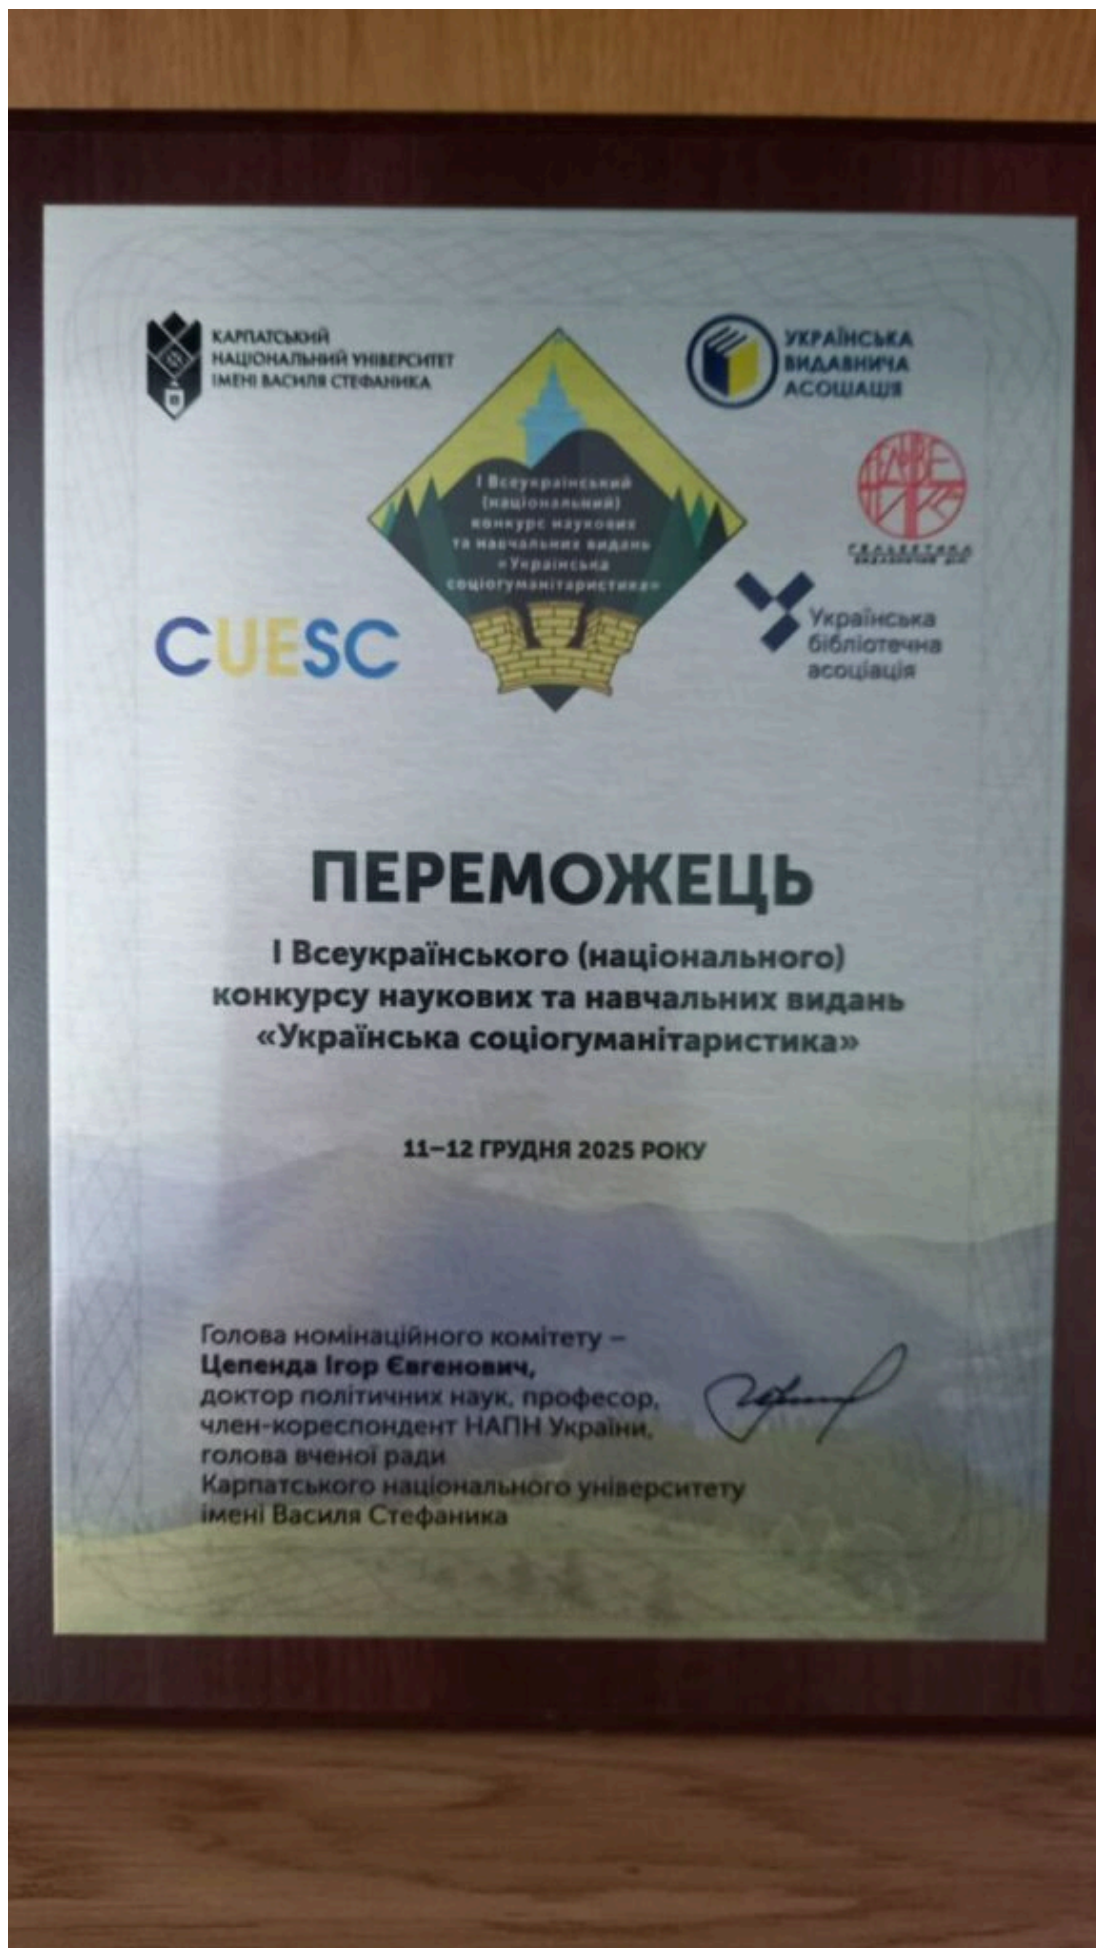 КАРПАТСЬКИЙ
НАЦІОНАЛЬНИЙ УНІВЕРСИТЕТ
ІМЕНІ ВАСИЛЯ СТЕФАНИКА
УКРАЇНСЬКА
ВИДАВНИЧА
АСОЦІАЦІЯ
І Всеукраїнський
(національний)
конкурс наукових
та навчальних видань
«Українська
соціогуманітаристика»
ГЕЛЬВЕТИКА
ВИДАВНИЧИЙ ДІМ
CUESC
Українська
бібліотечна
асоціація
ПЕРЕМОЖЕЦЬ
І Всеукраїнського (національного)
конкурсу наукових та навчальних видань
«Українська соціогуманітаристика»
11–12 ГРУДНЯ 2025 РОКУ
Голова номінаційного комітету –
Цепенда Ігор Євгенович,
доктор політичних наук, професор,
член-кореспондент НАПН України,
голова вченої ради
Карпатського національного університету
імені Василя Стефаника